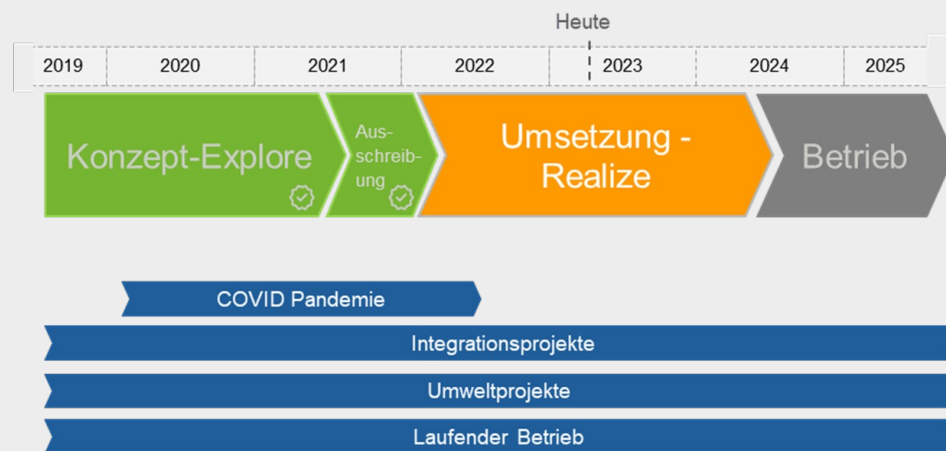 Heute
2019 2020 2021 2022 2023 2024 2025
Konzept-Explore
Aus-
schreib-
ung
Umsetzung -
Realize
Betrieb
COVID Pandemie
Integrationsprojekte
Umweltprojekte
Laufender Betrieb